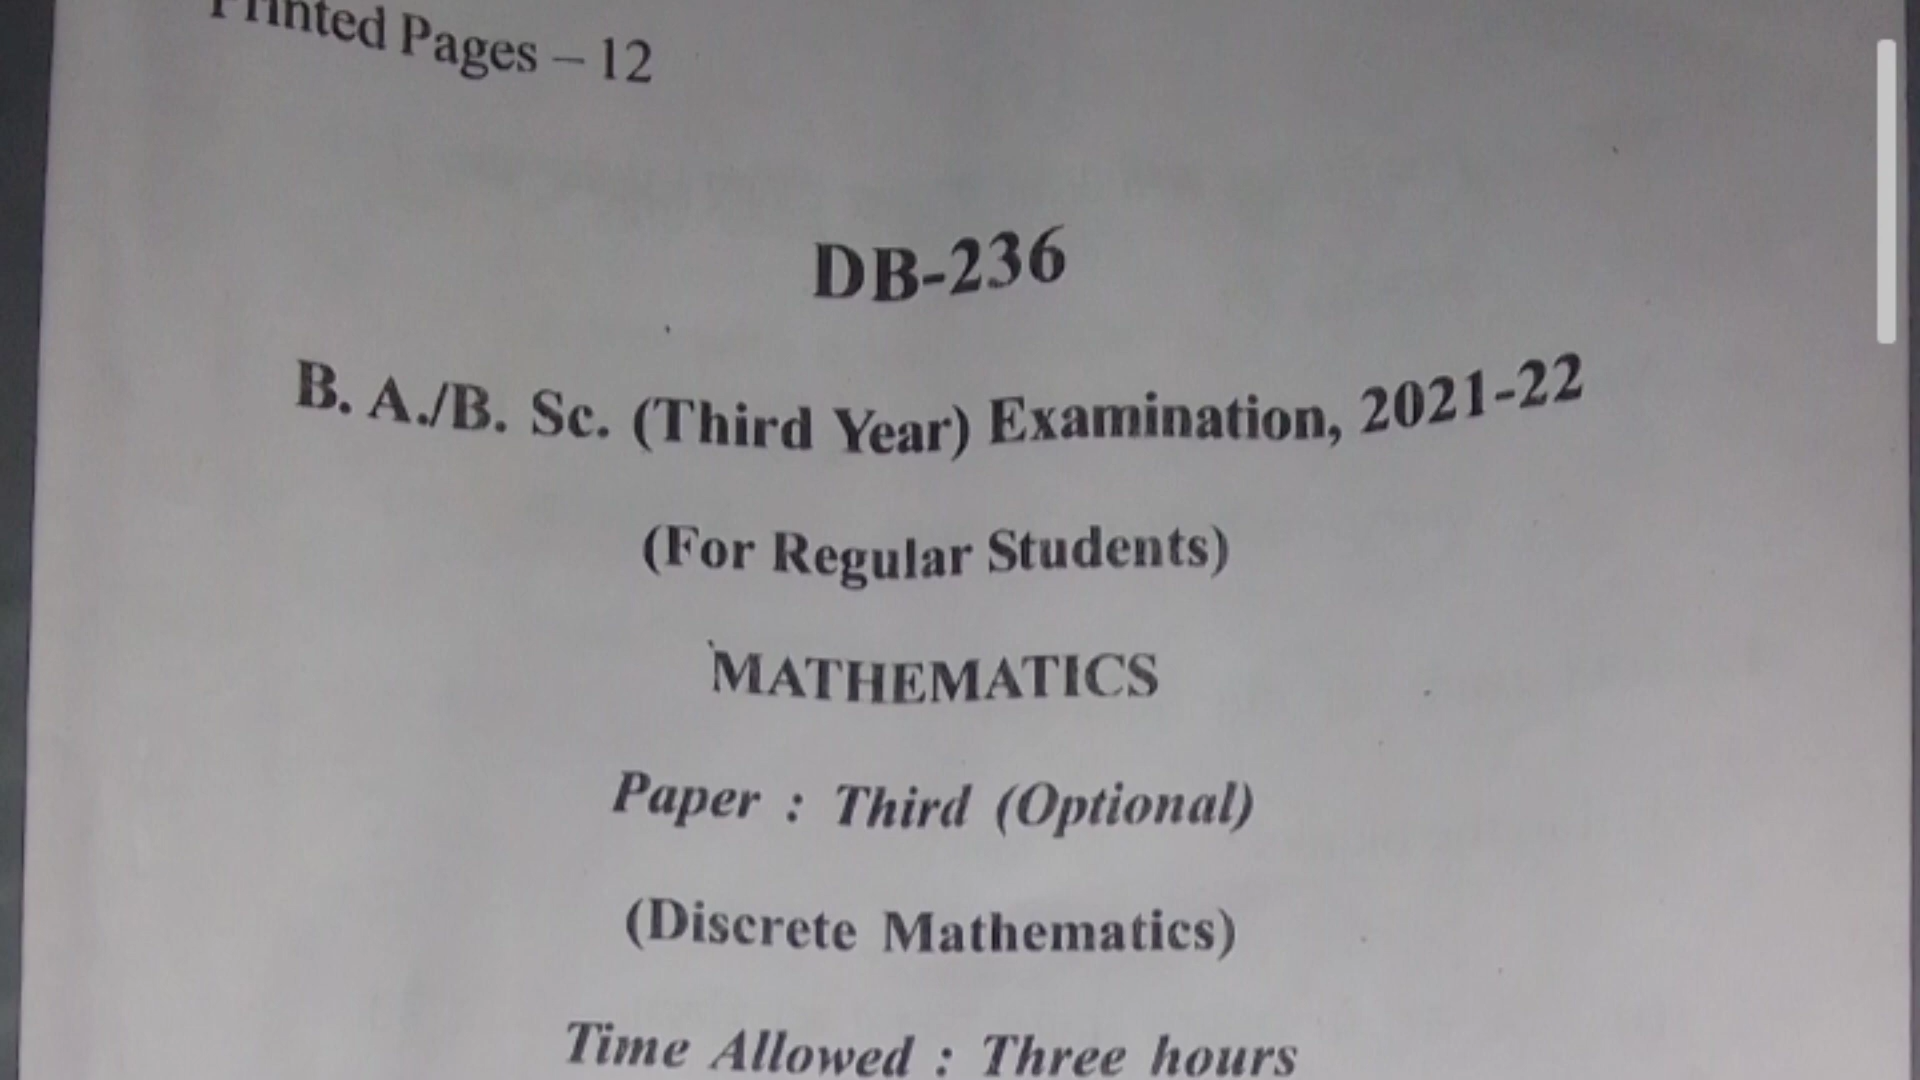 Printed Pages – 12
DB-236
B. A./B. Sc. (Third Year) Examination, 2021-22
(For Regular Students)
MATHEMATICS
Paper : Third (Optional)
(Discrete Mathematics)
Time Allowed : Three hours